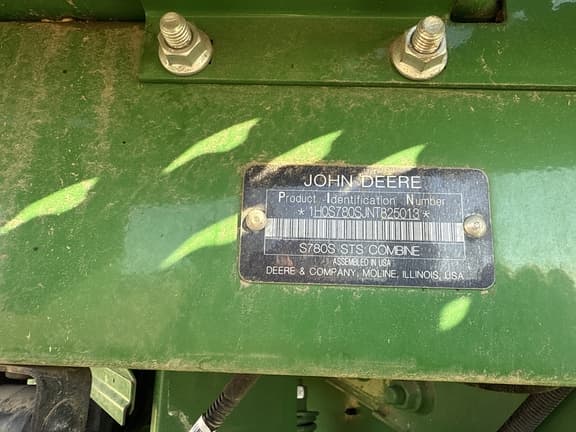 JOHN DEERE
Product Identification Number
*1H0S780SJNT825013*
S780S STS COMBINE
ASSEMBLED IN USA
DEERE & COMPANY, MOLINE, ILLINOIS, USA